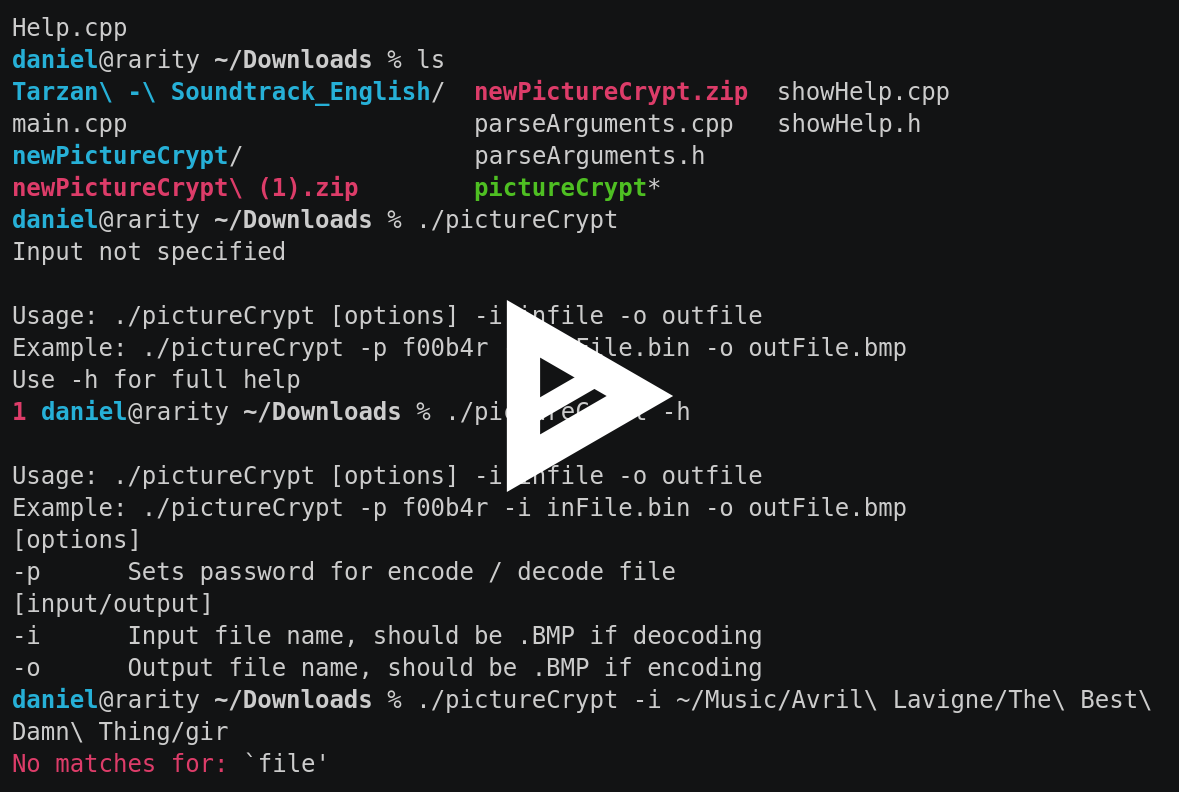 Help.cpp
daniel@rarity ~/Downloads % ls
Tarzan\ -\ Soundtrack_English/  newPictureCrypt.zip  showHelp.cpp
main.cpp                        parseArguments.cpp   showHelp.h
newPictureCrypt/                parseArguments.h
newPictureCrypt\ (1).zip        pictureCrypt*
daniel@rarity ~/Downloads % ./pictureCrypt
Input not specified
Usage: ./pictureCrypt [options] -i infile -o outfile
Example: ./pictureCrypt -p f00b4r File.bin -o outFile.bmp
Use -h for full help
1 daniel@rarity ~/Downloads % ./pictureCrypt -h
Usage: ./pictureCrypt [options] -i infile -o outfile
Example: ./pictureCrypt -p f00b4r -i inFile.bin -o outFile.bmp
[options]
-p      Sets password for encode / decode file
[input/output]
-i      Input file name, should be .BMP if deocoding
-o      Output file name, should be .BMP if encoding
daniel@rarity ~/Downloads % ./pictureCrypt -i ~/Music/Avril\ Lavigne/The\ Best\
Damn\ Thing/gir
No matches for: `file'